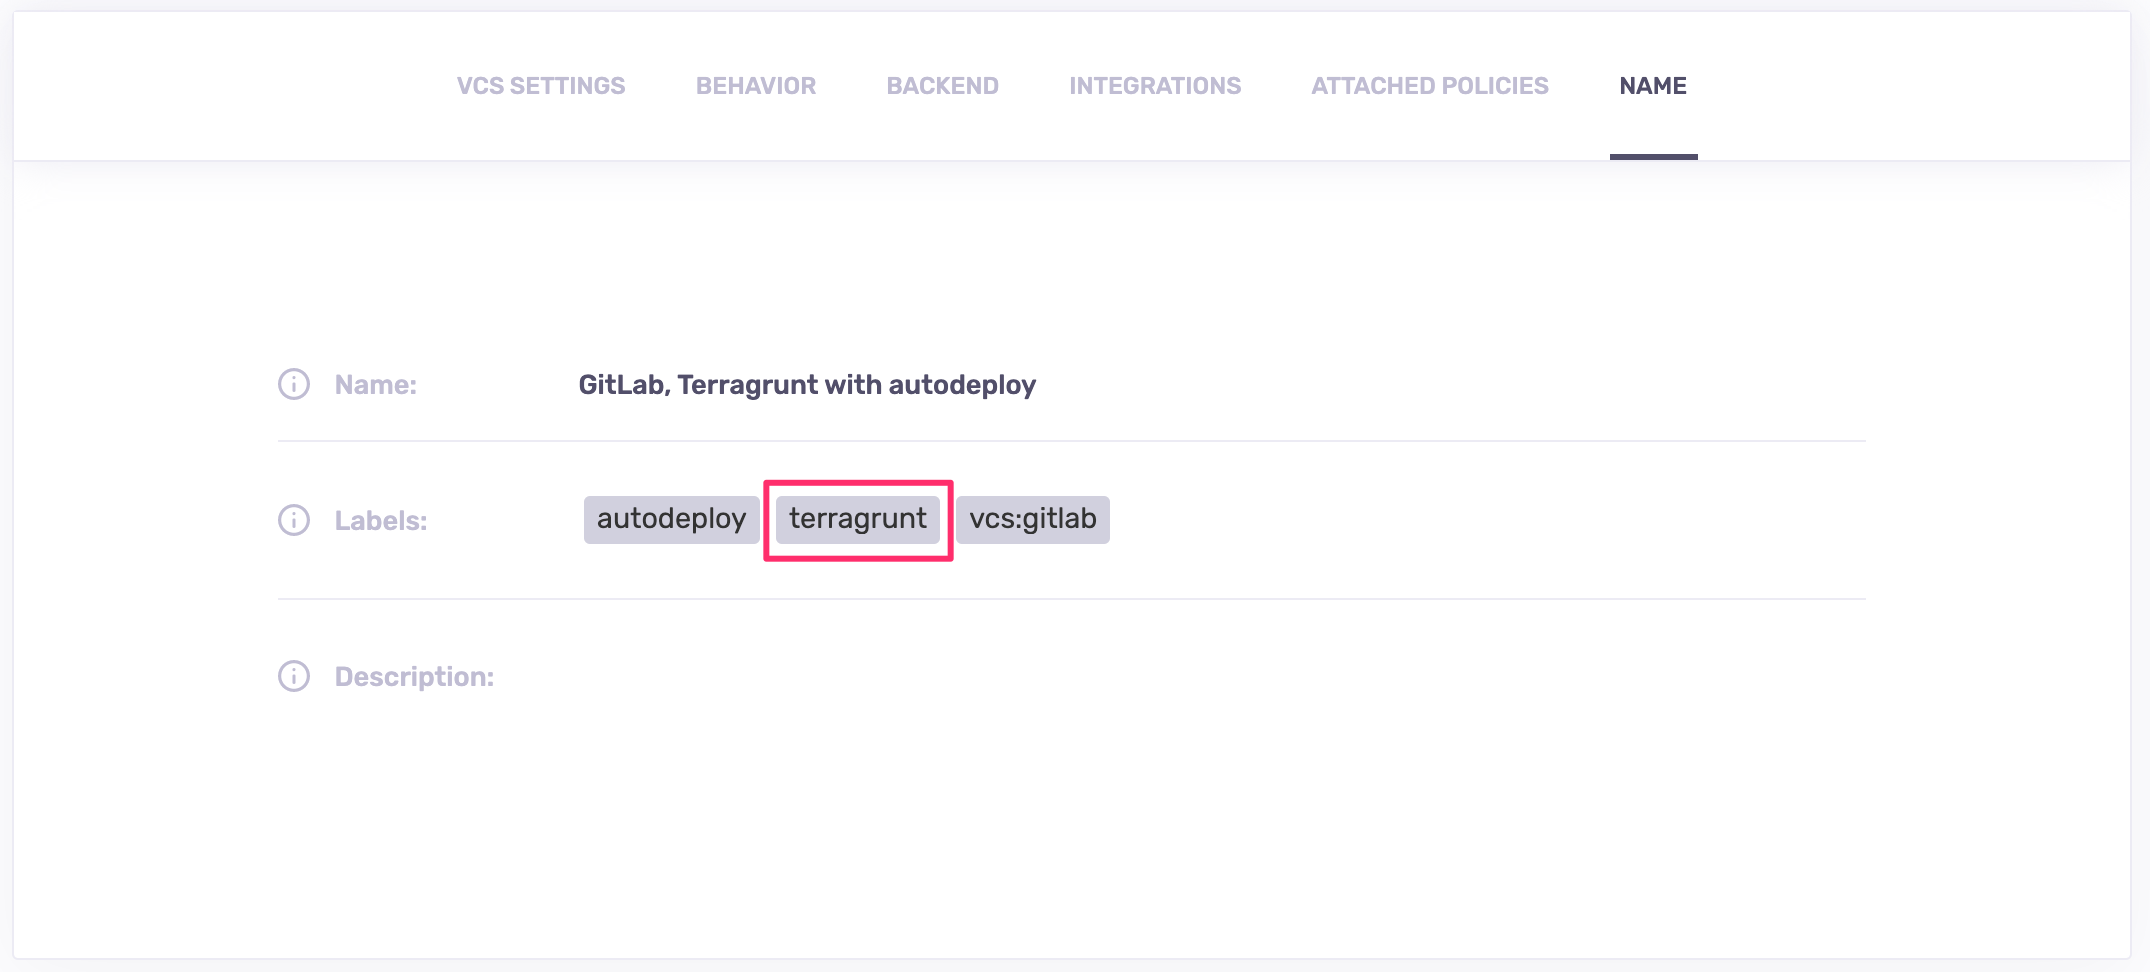 VCS SETTINGS BEHAVIOR BACKEND INTEGRATIONS ATTACHED POLICIES NAME
Name: GitLab, Terragrunt with autodeploy
Labels: autodeploy terragrunt vcs:gitlab
Description: